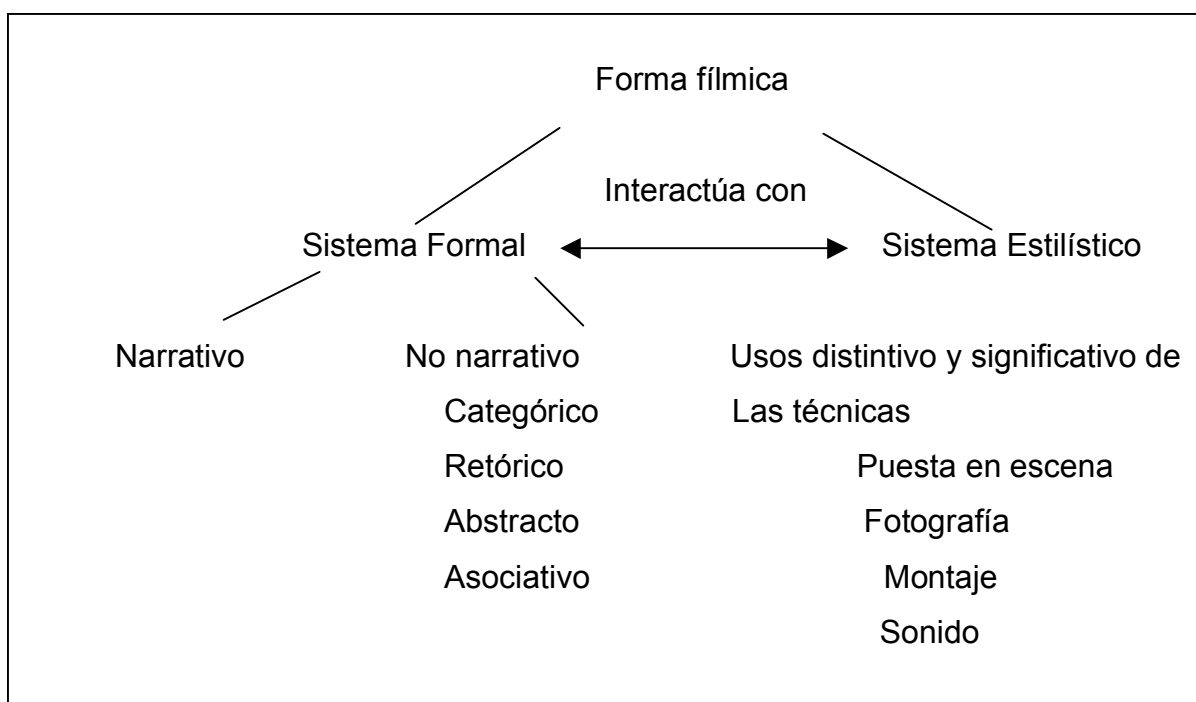 Forma fílmica
Interactúa con
Sistema Formal
Sistema Estilístico
Narrativo
No narrativo
Categórico
Retórico
Abstracto
Asociativo
Usos distintivo y significativo de
Las técnicas
Puesta en escena
Fotografía
Montaje
Sonido